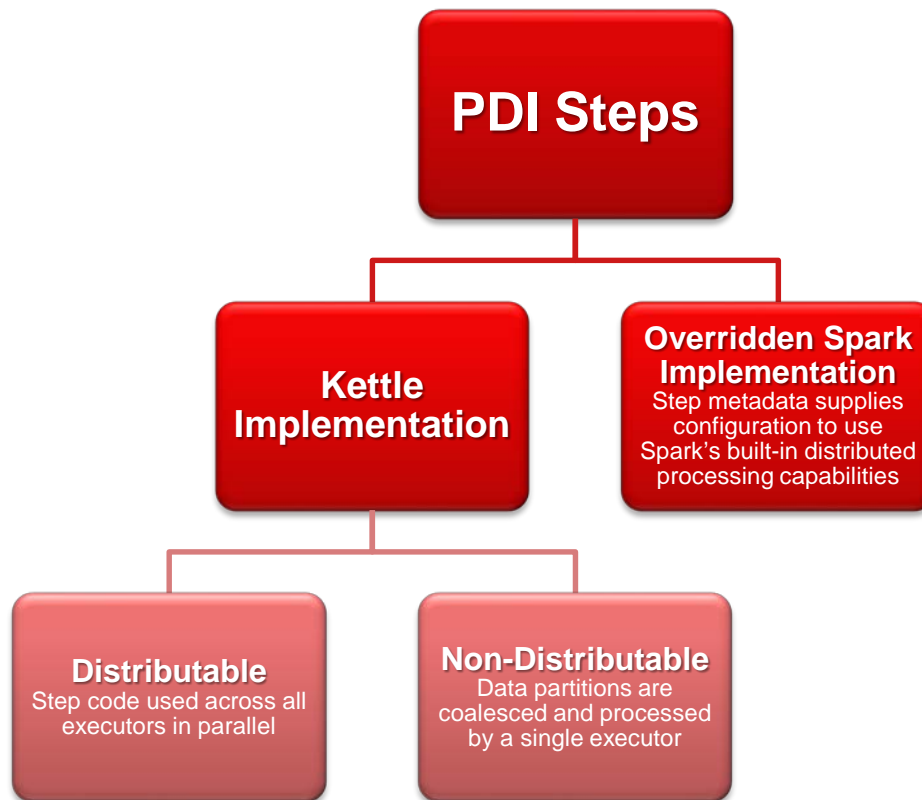 PDI Steps
Kettle
Implementation
Overridden Spark
Implementation
Step metadata supplies
configuration to use
Spark’s built-in distributed
processing capabilities
Distributable
Step code used across all
executors in parallel
Non-Distributable
Data partitions are
coalesced and processed
by a single executor